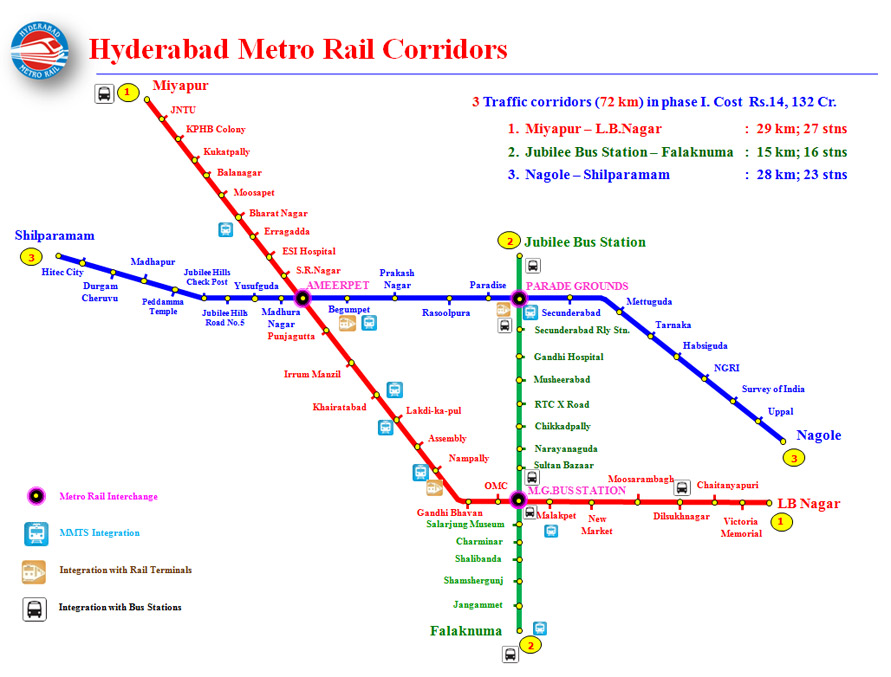 HYDERABAD
METRO RAIL
Hyderabad Metro Rail Corridors
3 Traffic corridors (72 km) in phase I. Cost Rs.14, 132 Cr.
1. Miyapur – L.B.Nagar : 29 km; 27 stns
2. Jubilee Bus Station – Falaknuma : 15 km; 16 stns
3. Nagole – Shilparamam : 28 km; 23 stns
1
Miyapur
JNTU
KPHB Colony
Kukatpally
Balanagar
Moosapet
Bharat Nagar
Erragadda
ESI Hospital
S.R.Nagar
AMEERPET
Shilparamam
3
Hitec City
Durgam
Cheruvu
Madhapur
Peddamma
Temple
Jubilee Hills
Check Post
Jubilee Hills
Road No.5
Yusufguda
Madhura
Nagar
Begumpet
Prakash
Nagar
Rasoolpura
Paradise
2
Jubilee Bus Station
PARADE GROUNDS
Secunderabad
Mettuguda
Tarnaka
Habsiguda
NGRI
Survey of India
Uppal
Nagole
3
Punjagutta
Irrum Manzil
Khairatabad
Lakdi-ka-pul
Assembly
Nampally
Gandhi Bhavan
OMC
Secunderabad Rly Stn.
Gandhi Hospital
Musheerabad
RTC X Road
Chikkadpally
Narayanaguda
Sultan Bazaar
M.G.BUS STATION
Malakpet
New
Market
Moosarambagh
Dilsukhnagar
Chaitanyapuri
Victoria
Memorial
LB Nagar
1
Salarjung Museum
Charminar
Shalibanda
Shamshergunj
Jangammet
Falaknuma
2
Metro Rail Interchange
MMTS Integration
Integration with Rail Terminals
Integration with Bus Stations